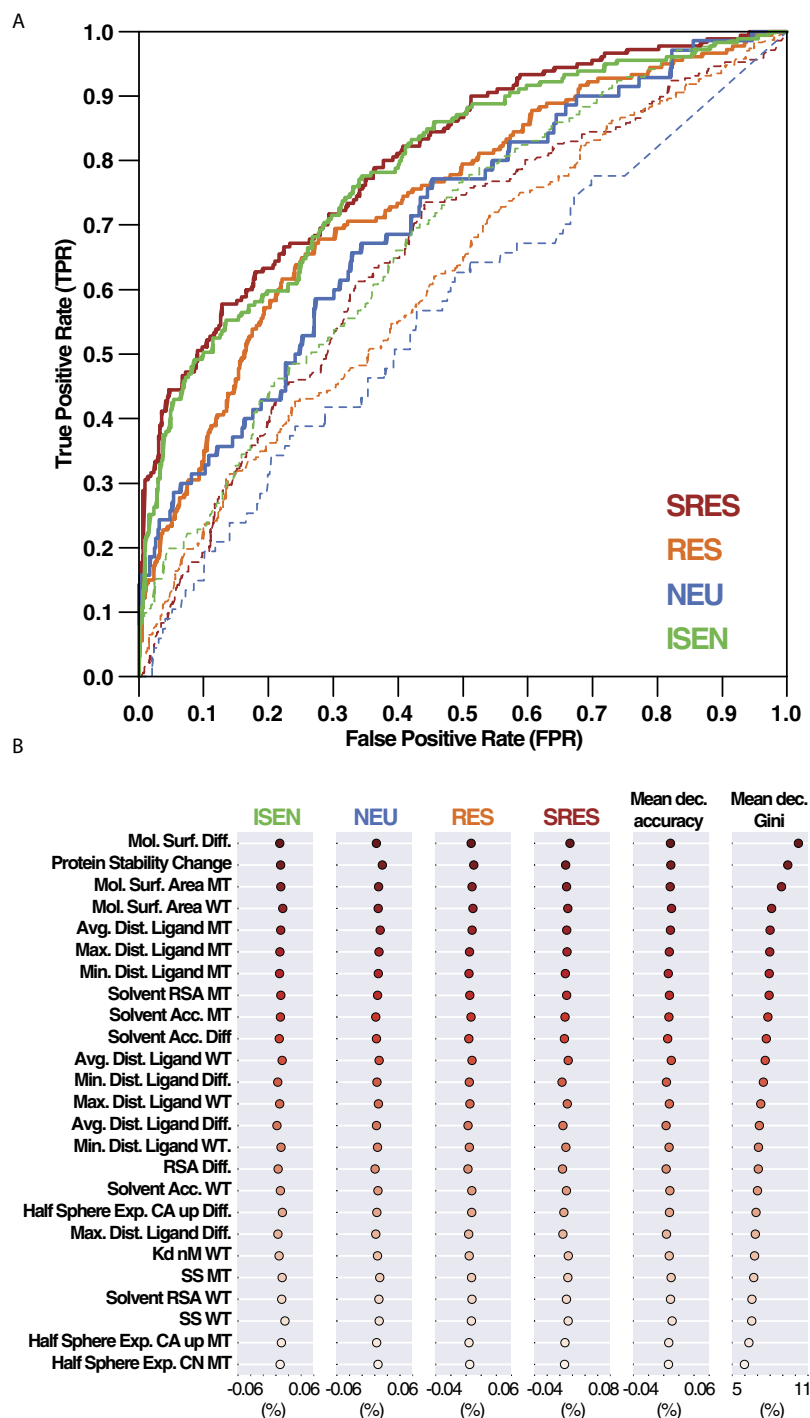 A
1.0
0.9
0.8
0.7
0.6
0.5
0.4
0.3
0.2
0.1
0.0
True Positive Rate (TPR)
SRES
RES
NEU
ISEN
0.0 0.1 0.2 0.3 0.4 0.5 0.6 0.7 0.8 0.9 1.0
False Positive Rate (FPR)
B
ISEN NEU RES SRES Mean dec. accuracy Mean dec. Gini
Mol. Surf. Diff.
Protein Stability Change
Mol. Surf. Area MT
Mol. Surf. Area WT
Avg. Dist. Ligand MT
Max. Dist. Ligand MT
Min. Dist. Ligand MT
Solvent RSA MT
Solvent Acc. MT
Solvent Acc. Diff
Avg. Dist. Ligand WT
Min. Dist. Ligand Diff.
Max. Dist. Ligand WT
Avg. Dist. Ligand Diff.
Min. Dist. Ligand WT.
RSA Diff.
Solvent Acc. WT
Half Sphere Exp. CA up Diff.
Max. Dist. Ligand Diff.
Kd nM WT
SS MT
Solvent RSA WT
SS WT
Half Sphere Exp. CA up MT
Half Sphere Exp. CN MT
-0.06 0.06 -0.06 0.06 -0.04 0.06 -0.04 0.08 -0.04 0.06 5 11
(%) (%) (%) (%) (%) (%)